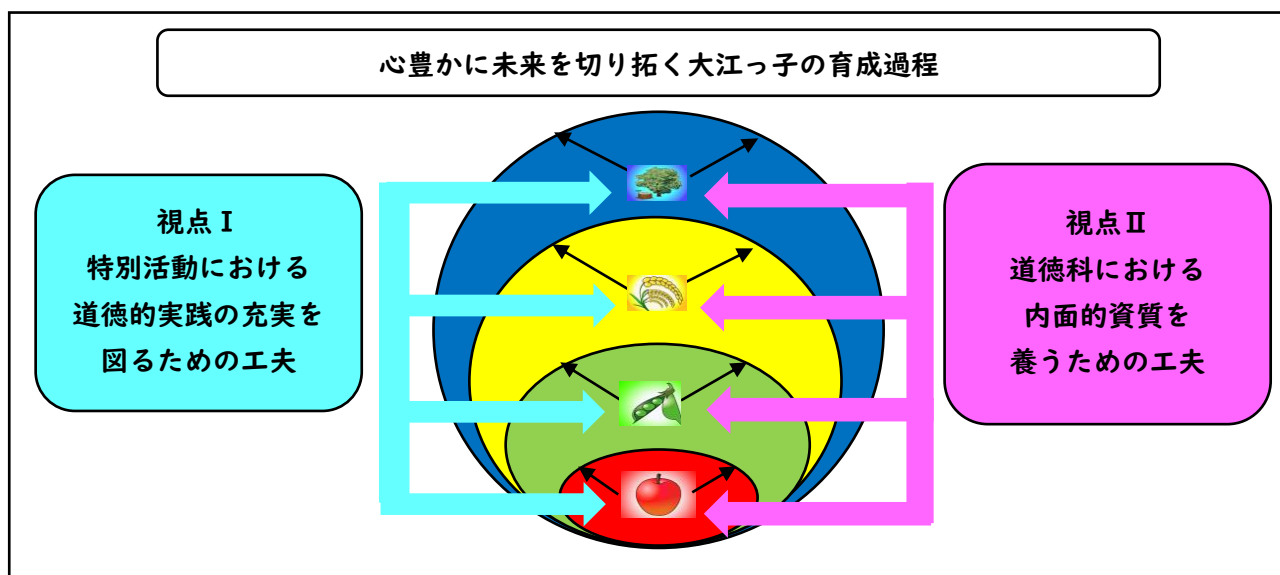 心豊かに未来を切り拓く大江っ子の育成過程
視点Ⅰ
特別活動における
道徳的実践の充実を
図るための工夫
視点Ⅱ
道徳科における
内面的資質を
養うための工夫